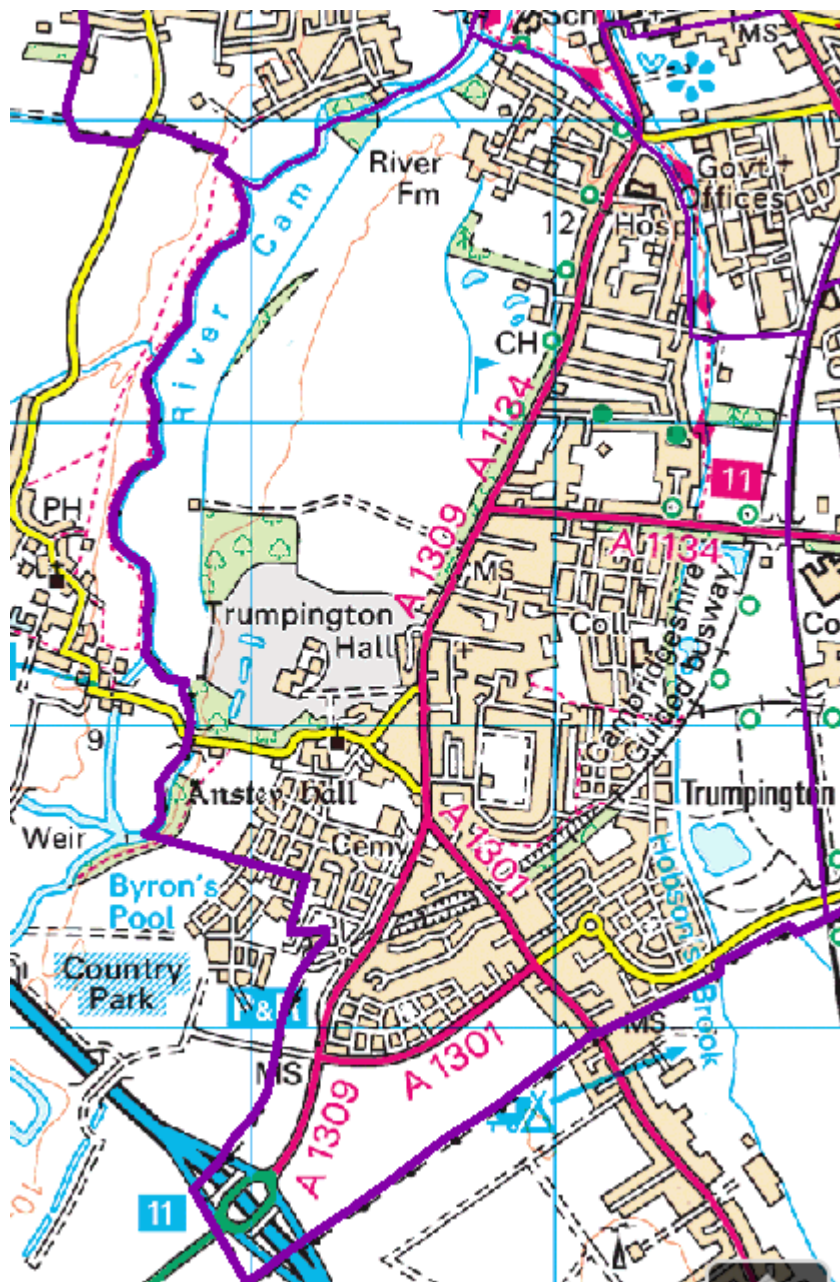 Sch
MS
River
Fm
Govt
Offices
12
Hospl
River Cam
CH
A 1134
11
PH
A 1309
A 1134
MS
Trumpington
Hall
Coll
Co
Cambridgeshire
Guided Busway
9
Anstey Hall
Trumpington
Weir
Cemy
A 1301
Hobson's Brook
Byron's
Pool
Country
Park
P&R
MS
MS
A 1301
A 1309
10
11